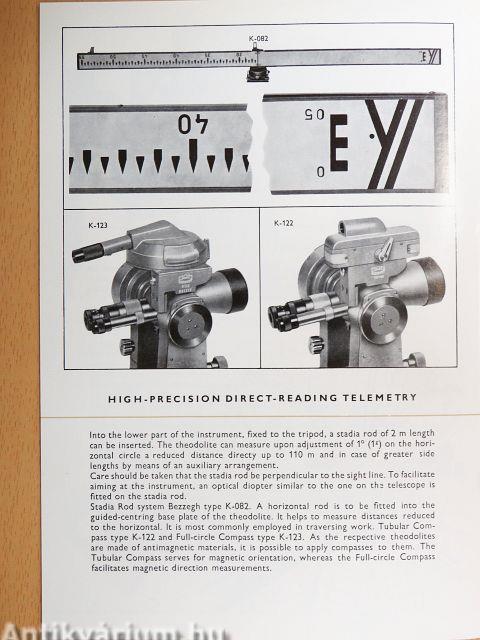 K-082
40
05
0
E
K-123
K-122
HIGH-PRECISION DIRECT-READING TELEMETRY
Into the lower part of the instrument, fixed to the tripod, a stadia rod of 2 m length
can be inserted. The theodolite can measure upon adjustment of 1° (1ᵍ) on the hori-
zontal circle a reduced distance directy up to 110 m and in case of greater side
lengths by means of an auxiliary arrangement.
Care should be taken that the stadia rod be perpendicular to the sight line. To facilitate
aiming at the instrument, an optical diopter similar to the one on the telescope is
fitted on the stadia rod.
Stadia Rod system Bezzegh type K-082. A horizontal rod is to be fitted into the
guided-centring base plate of the theodolite. It helps to measure distances reduced
to the horizontal. It is most commonly employed in traversing work. Tubular Com-
pass type K-122 and Full-circle Compass type K-123. As the recpective theodolites
are made of antimagnetic materials, it is possible to apply compasses to them. The
Tubular Compass serves for magnetic orientation, whereas the Full-circle Compass
facilitates magnetic direction measurements.
Antikvárium.hu